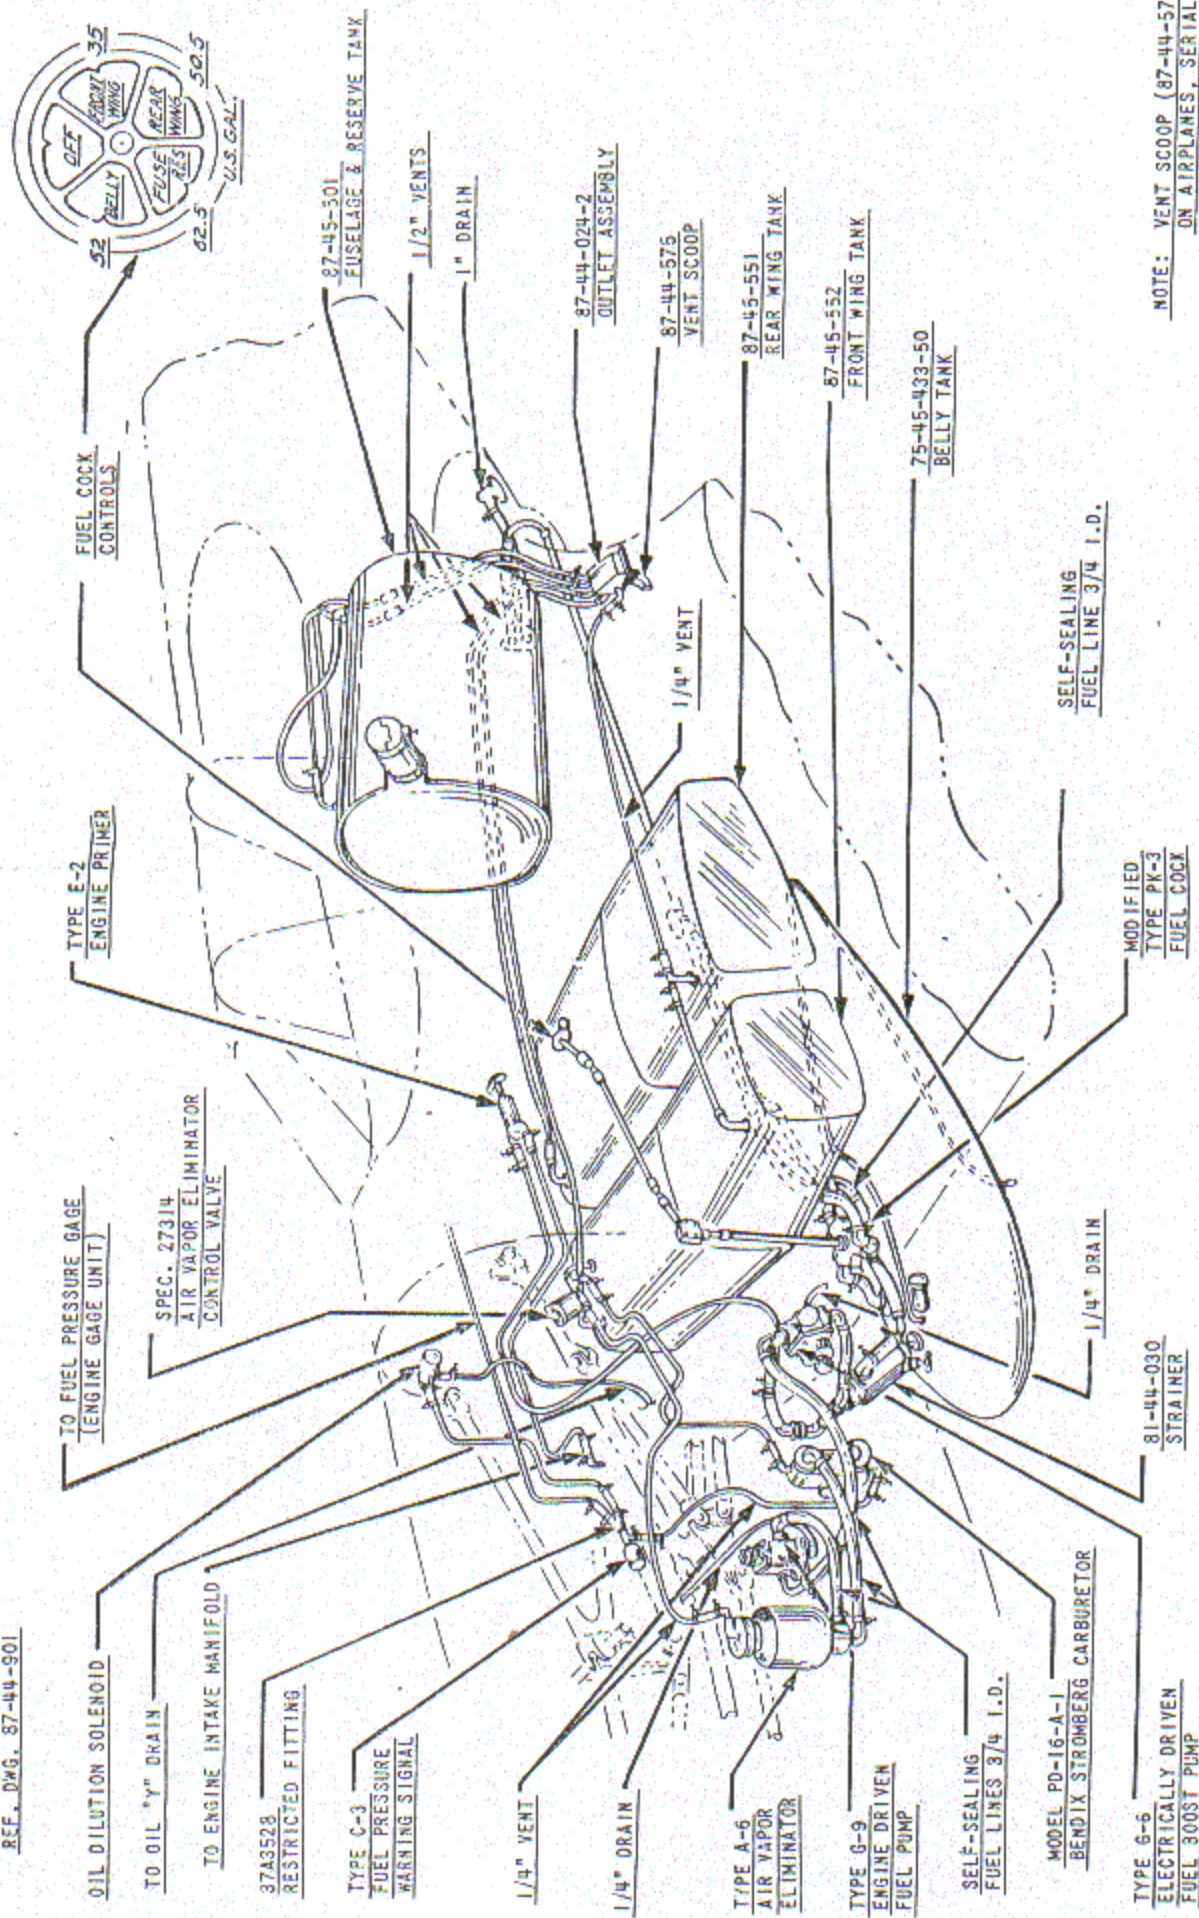 REF. DWG. 87-44-901
OIL DILUTION SOLENOID
TO OIL "Y" DRAIN
TO ENGINE INTAKE MANIFOLD
37A3528
RESTRICTED FITTING
TYPE C-3
FUEL PRESSURE
WARNING SIGNAL
1/4" VENT
1/4" DRAIN
TYPE A-6
AIR VAPOR
ELIMINATOR
TYPE G-9
ENGINE DRIVEN
FUEL PUMP
SELF-SEALING
FUEL LINES 3/4 I.D.
MODEL PD-16-A-1
BENDIX STROMBERG CARBURETOR
TYPE G-6
ELECTRICALLY DRIVEN
FUEL BOOST PUMP
TO FUEL PRESSURE GAGE
(ENGINE GAGE UNIT)
SPEC. 27314
AIR VAPOR ELIMINATOR
CONTROL VALVE
TYPE E-2
ENGINE PRIMER
FUEL COCK
CONTROLS
OFF
FRONT
WING
35
REAR
WING
50.5
FUSE
RES
62.5
BELLY
52
U.S. GAL.
87-45-301
FUSELAGE & RESERVE TANK
1/2" VENTS
1" DRAIN
87-44-024-2
OUTLET ASSEMBLY
87-44-575
VENT SCOOP
87-45-551
REAR WING TANK
87-45-552
FRONT WING TANK
75-45-433-50
BELLY TANK
1/4" VENT
SELF-SEALING
FUEL LINE 3/4 I.D.
MODIFIED
TYPE PK-3
FUEL COCK
1/4" DRAIN
81-44-030
STRAINER
NOTE: VENT SCOOP (87-44-57
ON AIRPLANES, SERIAL